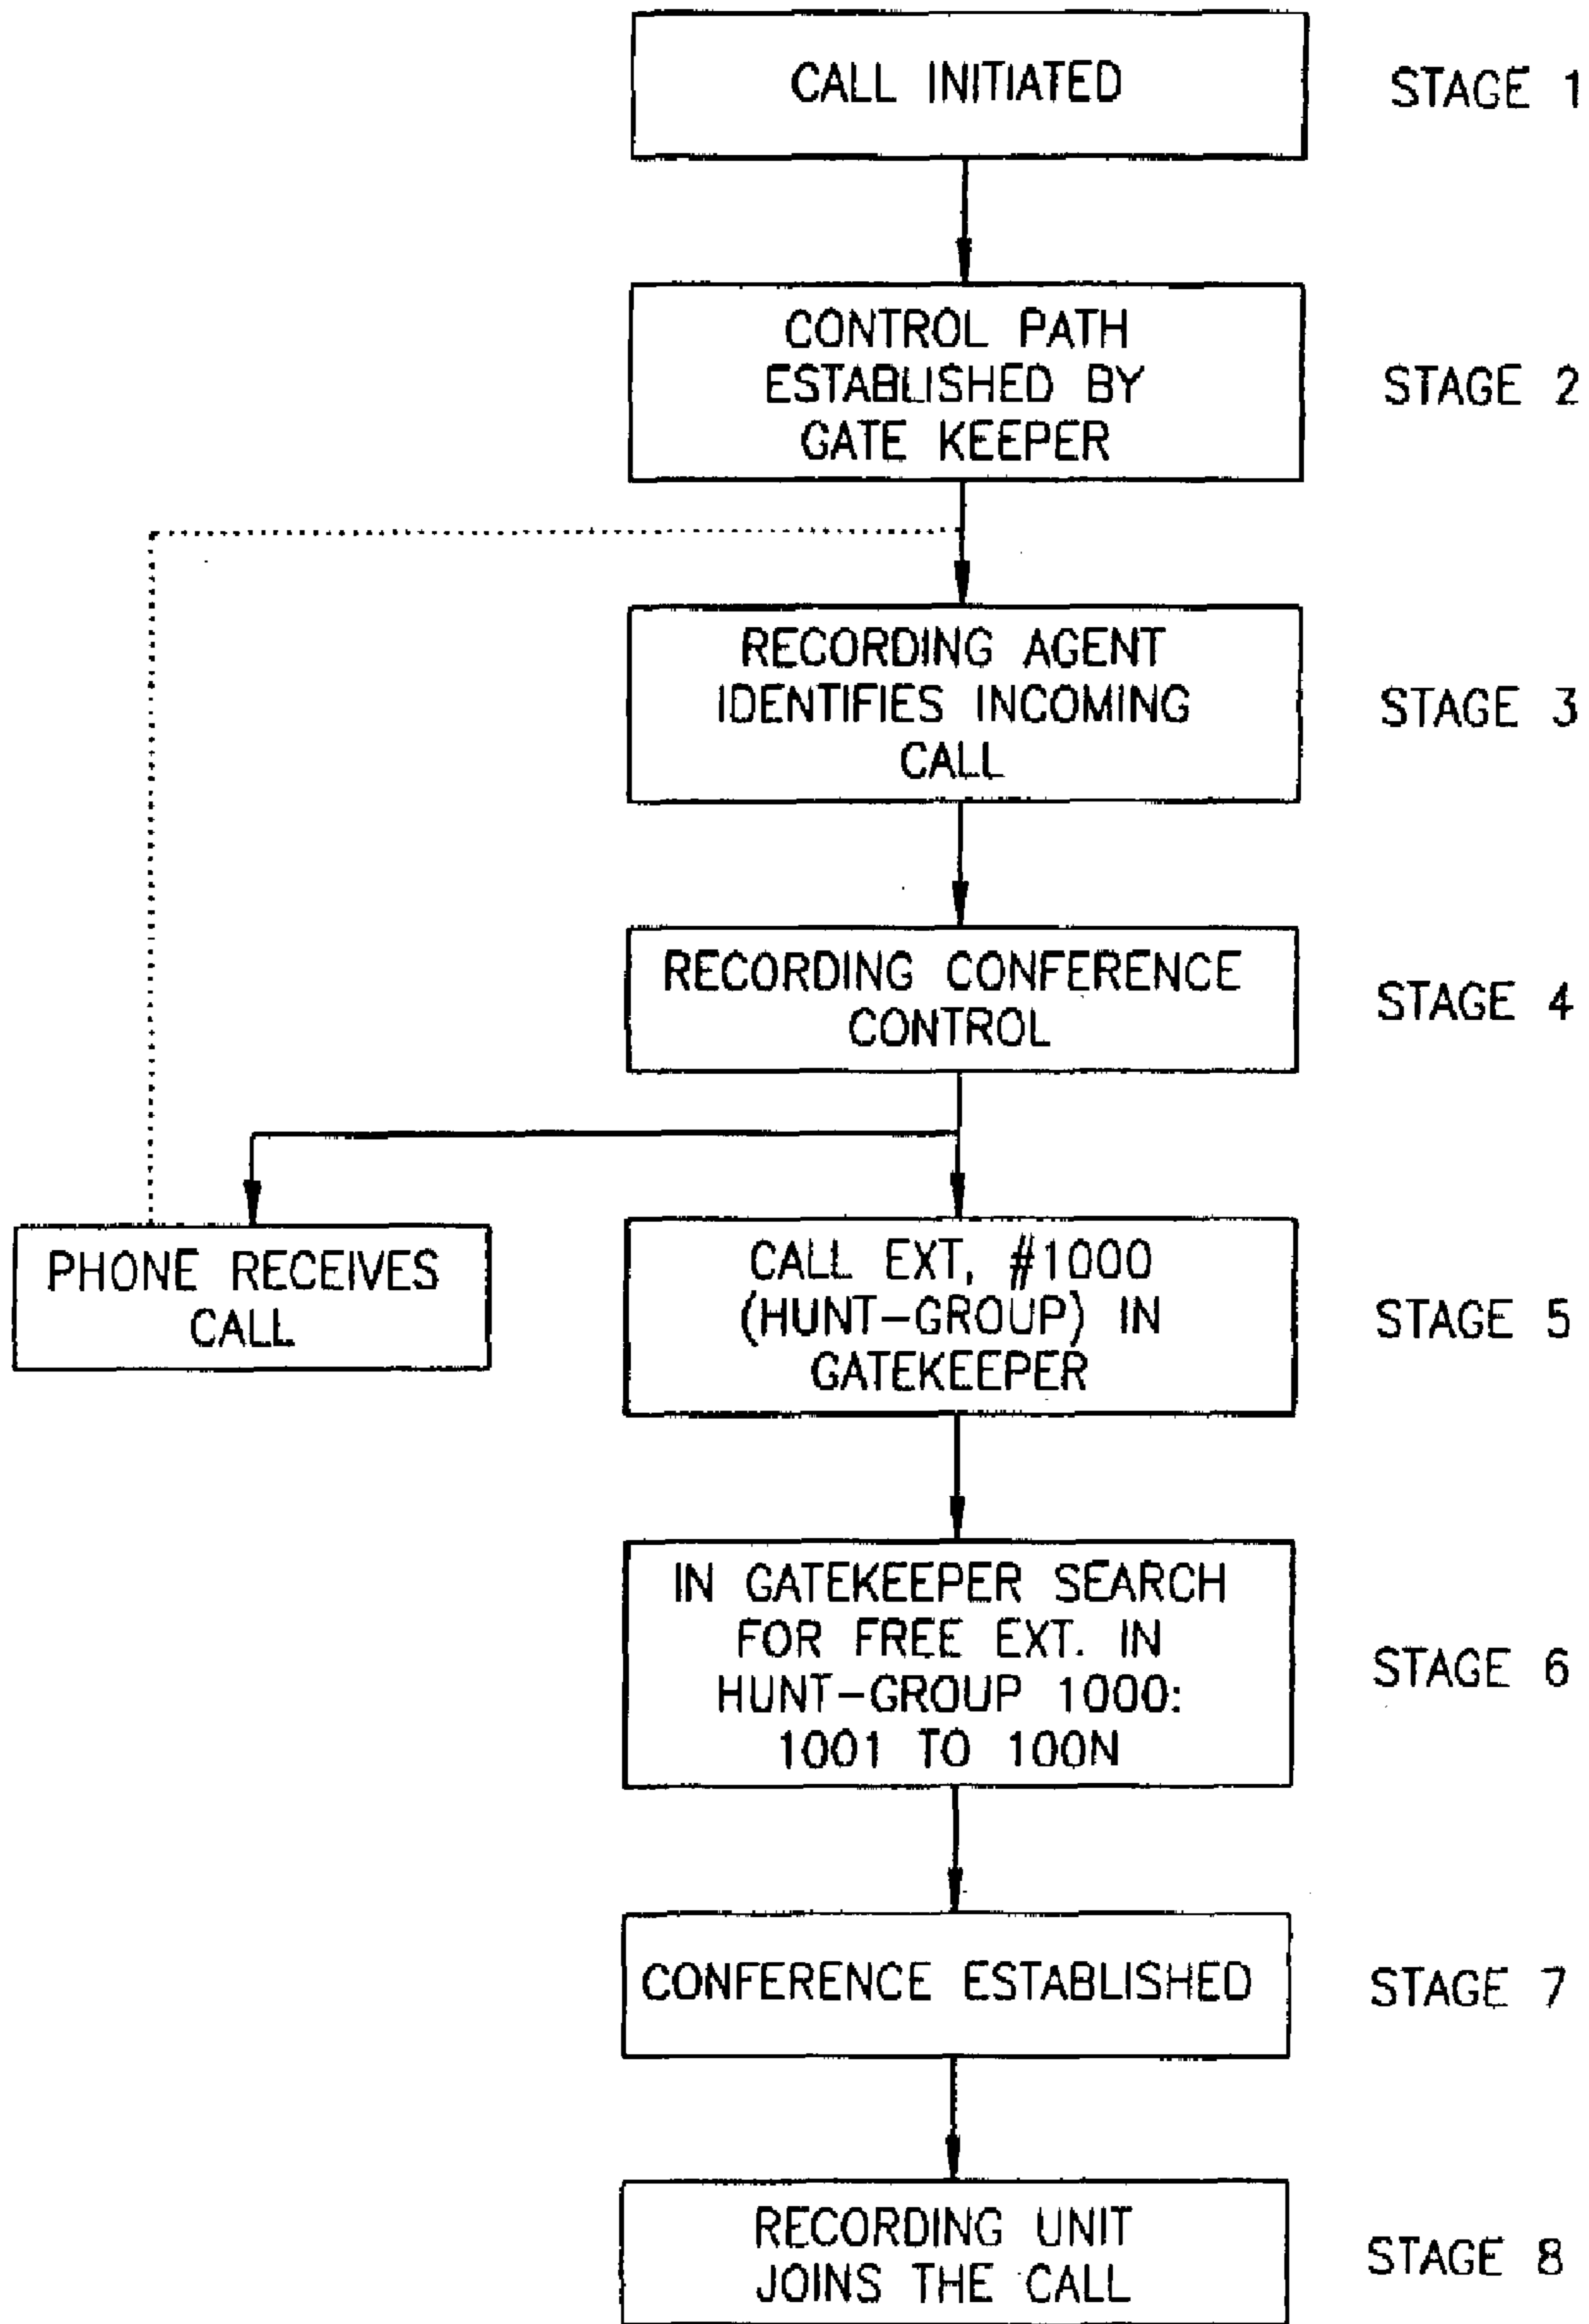 CALL INITIATED
STAGE 1
CONTROL PATH
ESTABLISHED BY
GATE KEEPER
STAGE 2
RECORDING AGENT
IDENTIFIES INCOMING
CALL
STAGE 3
RECORDING CONFERENCE
CONTROL
STAGE 4
PHONE RECEIVES
CALL
CALL EXT, #1000
(HUNT-GROUP) IN
GATEKEEPER
STAGE 5
IN GATEKEEPER SEARCH
FOR FREE EXT. IN
HUNT-GROUP 1000:
1001 TO 100N
STAGE 6
CONFERENCE ESTABLISHED
STAGE 7
RECORDING UNIT
JOINS THE CALL
STAGE 8